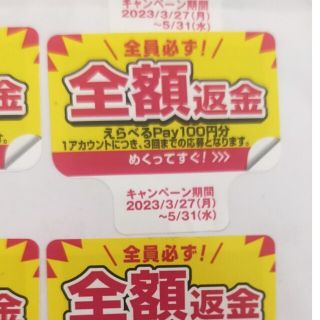 キャンペーン期間
2023/3/27(月)
~5/31(水)
全員必ず!
全額返金
えらべるPay100円分
1アカウントにつき、3回までの応募となります。
めくってすぐ!>>>
キャンペーン期間
2023/3/27(月)
~5/31(水)
金
す。
金
全員必ず!
全額返金